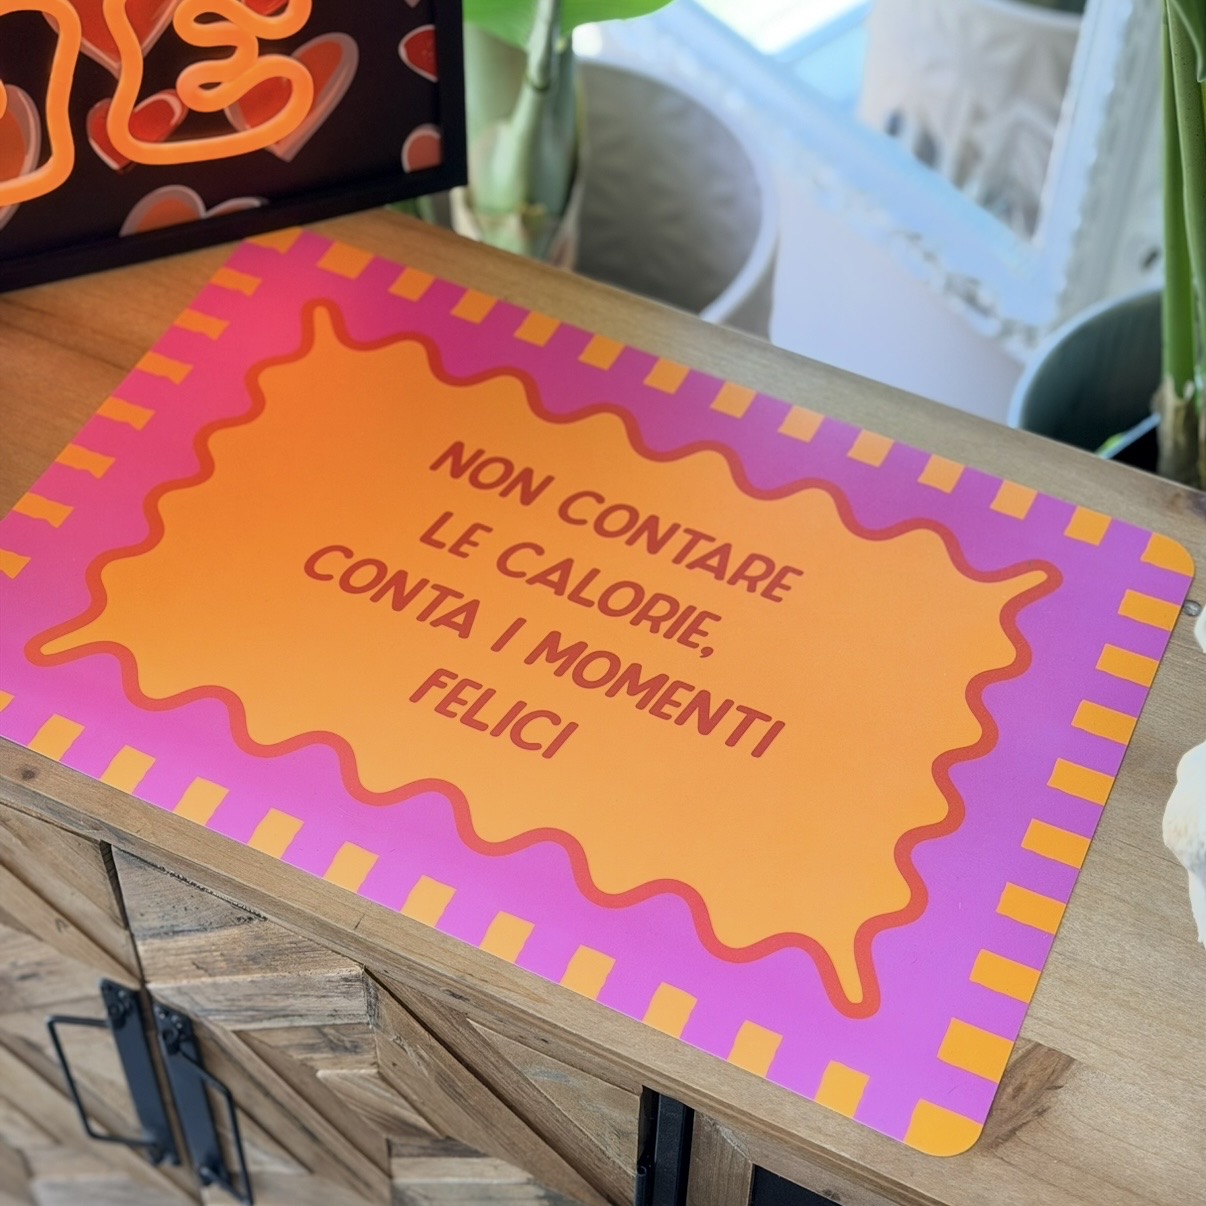 NON CONTARE
LE CALORIE,
CONTA I MOMENTI
FELICI